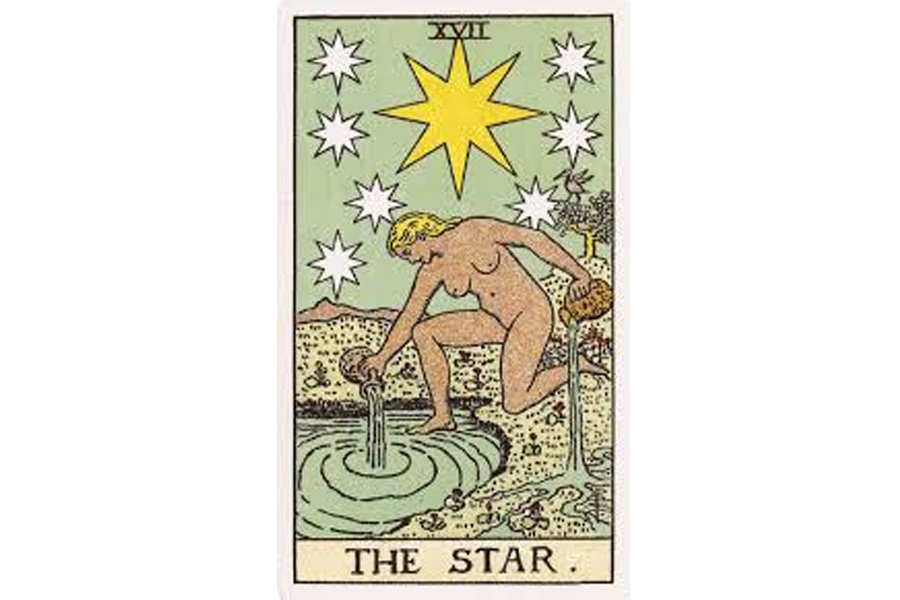 XVII
THE STAR.